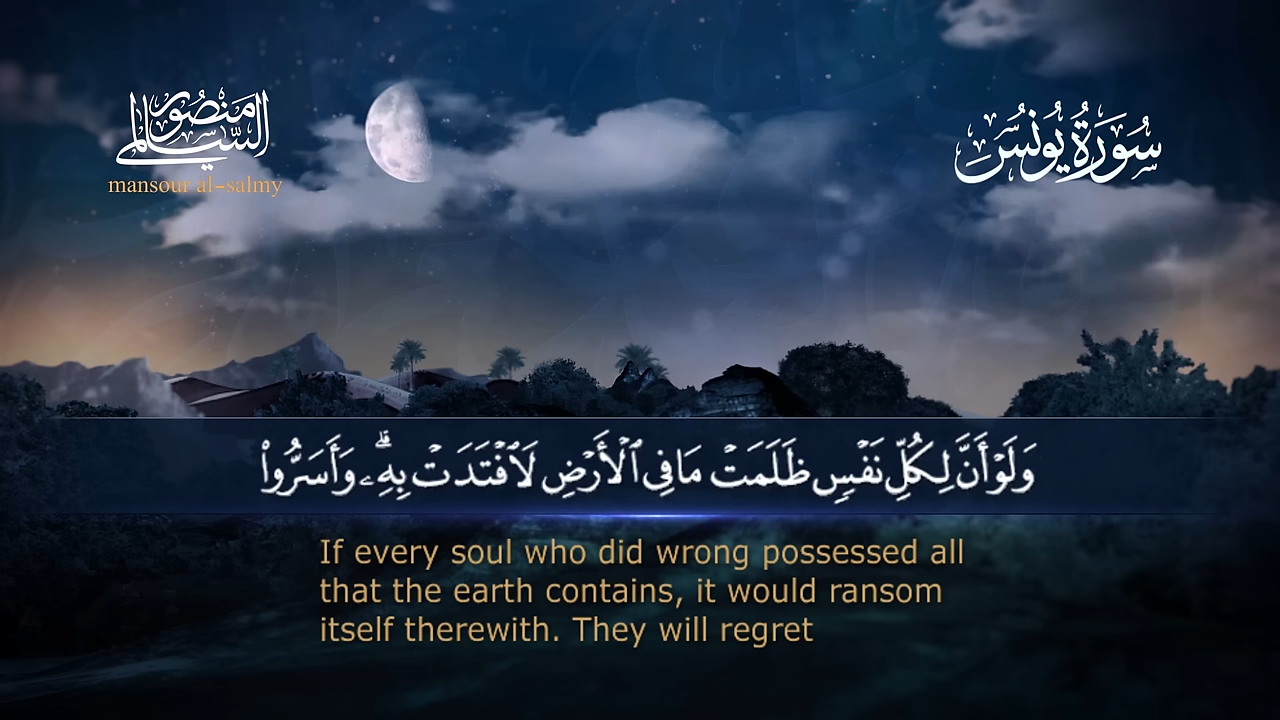 منصور السالمي
mansour al-salmy
سُورَةُ يُونُسَ
وَلَوْ أَنَّ لِكُلِّ نَفْسٍ ظَلَمَتْ مَا فِي ٱلْأَرْضِ لَٱفْتَدَتْ بِهِۦۗ وَأَسَرُّوا۟
If every soul who did wrong possessed all
that the earth contains, it would ransom
itself therewith. They will regret